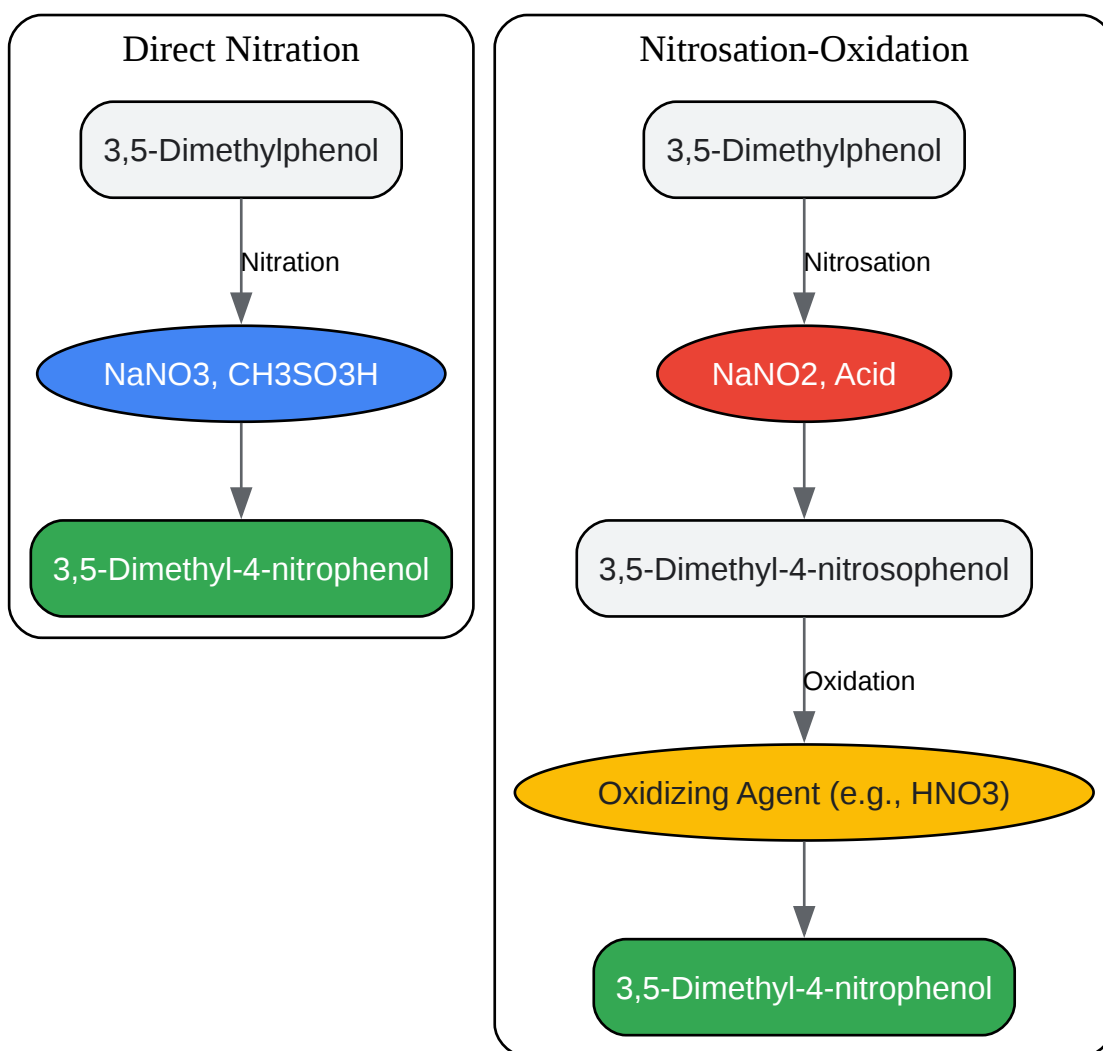 Direct Nitration
3,5-Dimethylphenol
Nitration
NaNO3, CH3SO3H
3,5-Dimethyl-4-nitrophenol
Nitrosation-Oxidation
3,5-Dimethylphenol
Nitrosation
NaNO2, Acid
3,5-Dimethyl-4-nitrosophenol
Oxidation
Oxidizing Agent (e.g., HNO3)
3,5-Dimethyl-4-nitrophenol